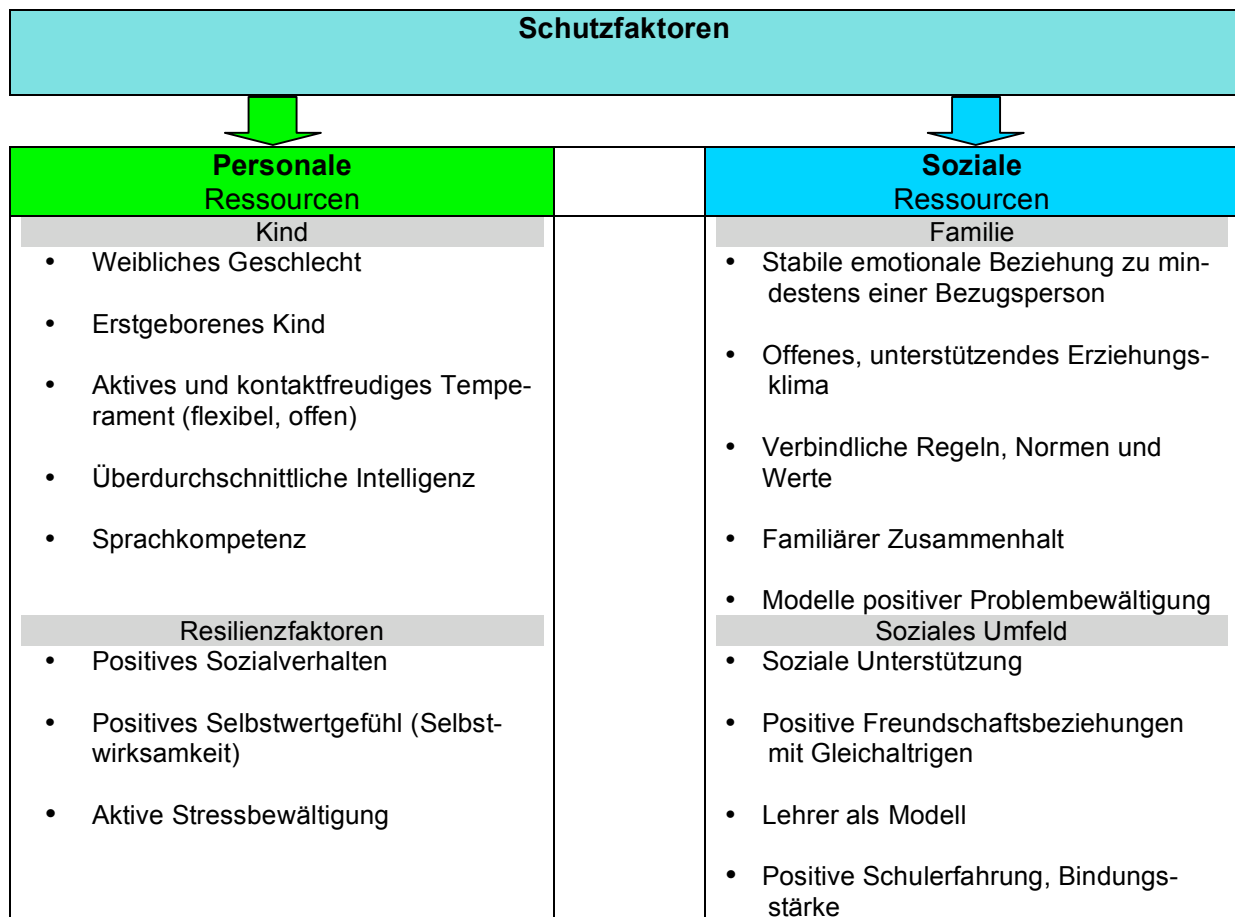 Schutzfaktoren
Personale
Ressourcen
Kind
• Weibliches Geschlecht
• Erstgeborenes Kind
• Aktives und kontaktfreudiges Tempe-
rament (flexibel, offen)
• Überdurchschnittliche Intelligenz
• Sprachkompetenz
Resilienzfaktoren
• Positives Sozialverhalten
• Positives Selbstwertgefühl (Selbst-
wirksamkeit)
• Aktive Stressbewältigung
Soziale
Ressourcen
Familie
• Stabile emotionale Beziehung zu min-
destens einer Bezugsperson
• Offenes, unterstützendes Erziehungs-
klima
• Verbindliche Regeln, Normen und
Werte
• Familiärer Zusammenhalt
• Modelle positiver Problembewältigung
Soziales Umfeld
• Soziale Unterstützung
• Positive Freundschaftsbeziehungen
mit Gleichaltrigen
• Lehrer als Modell
• Positive Schulerfahrung, Bindungs-
stärke